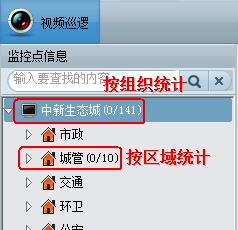 视频巡逻
监控点信息
输入要查找的内容
按组织统计
中新生态城(0/141)
市政
城管(0/10) 按区域统计
交通
环卫
公安